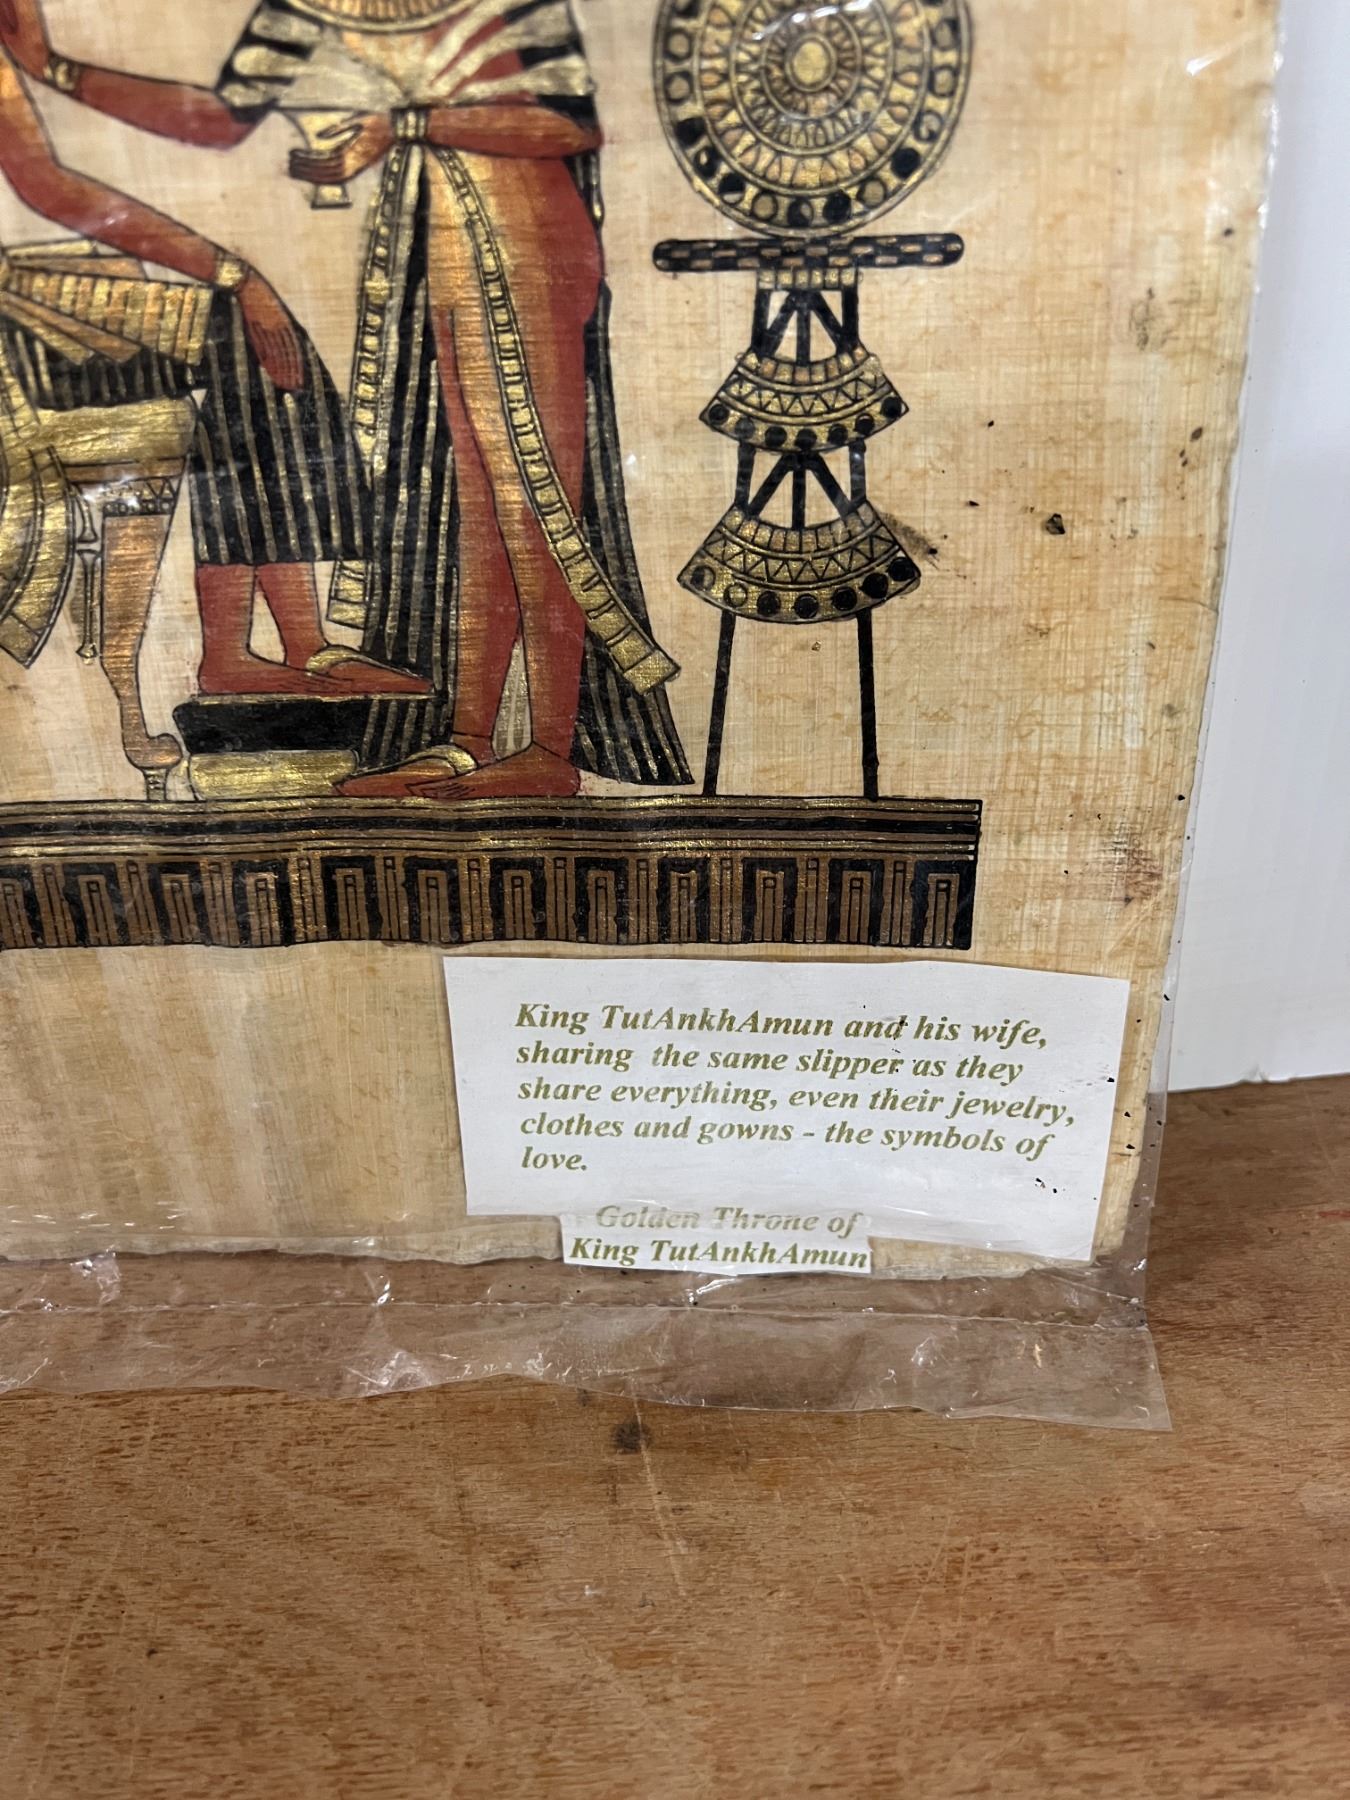 King TutAnkhAmun and his wife,
sharing the same slipper as they
share everything, even their jewelry,
clothes and gowns - the symbols of
love.
Golden Throne of
King TutAnkhAmun